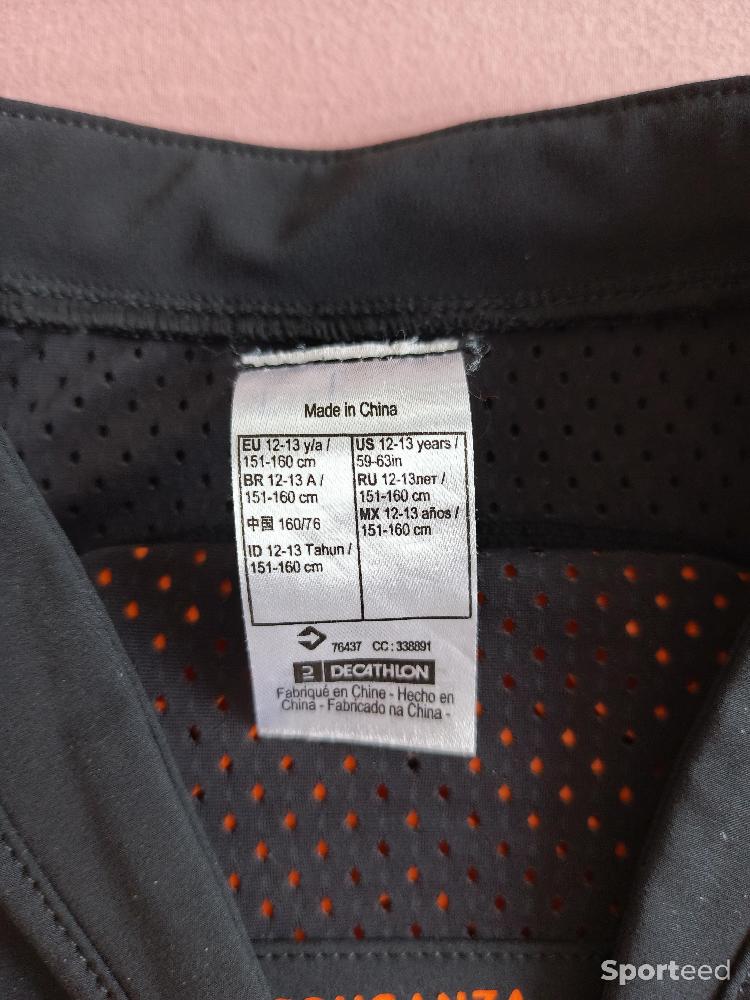 Made in China
EU 12-13 y/a /
151-160 cm
BR 12-13 A /
151-160 cm
中国 160/76
ID 12-13 Tahun /
151-160 cm
US 12-13 years /
59-63in
RU 12-13лет /
151-160 cm
MX 12-13 años /
151-160 cm
76437 CC: 338891
DECATHLON
Fabriqué en Chine - Hecho en
China - Fabricado na China -
Sporteed